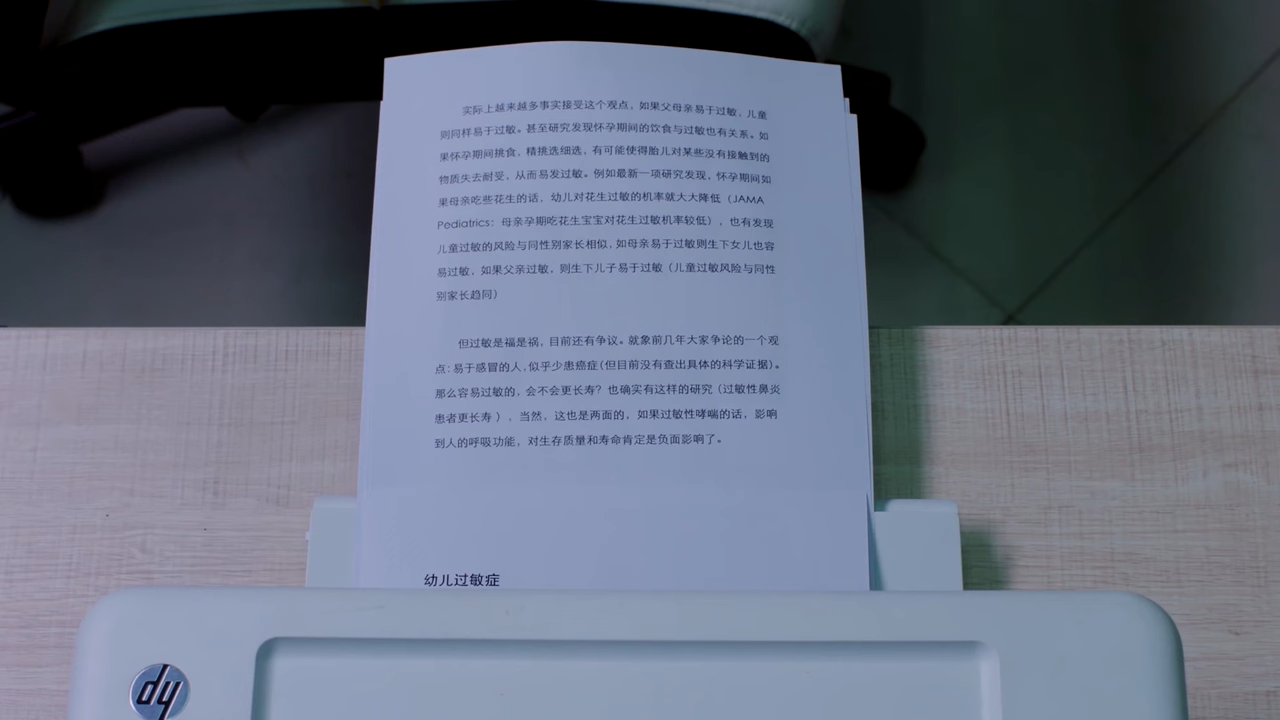 实际上越来越多事实接受这个观点，如果父母亲易于过敏，儿童
则同样易于过敏。甚至研究发现怀孕期间的饮食与过敏也有关系。如
果怀孕期间挑食，精挑选细选，有可能使得胎儿对某些没有接触到的
物质失去耐受，从而易发过敏。例如最新一项研究发现，怀孕期间如
果母亲吃些花生的话，幼儿对花生过敏的机率就大大降低（JAMA
Pediatrics：母亲孕期吃花生宝宝对花生过敏机率较低），也有发现
儿童过敏的风险与同性别家长相似，如母亲易于过敏则生下女儿也容
易过敏，如果父亲过敏，则生下儿子易于过敏（儿童过敏风险与同性
别家长趋同）
但过敏是福是祸，目前还有争议。就象前几年大家争论的一个观
点：易于感冒的人，似乎少患癌症（但目前没有查出具体的科学证据）。
那么容易过敏的，会不会更长寿？也确实有这样的研究（过敏性鼻炎
患者更长寿），当然，这也是两面的，如果过敏性哮喘的话，影响
到人的呼吸功能，对生存质量和寿命肯定是负面影响了。
幼儿过敏症